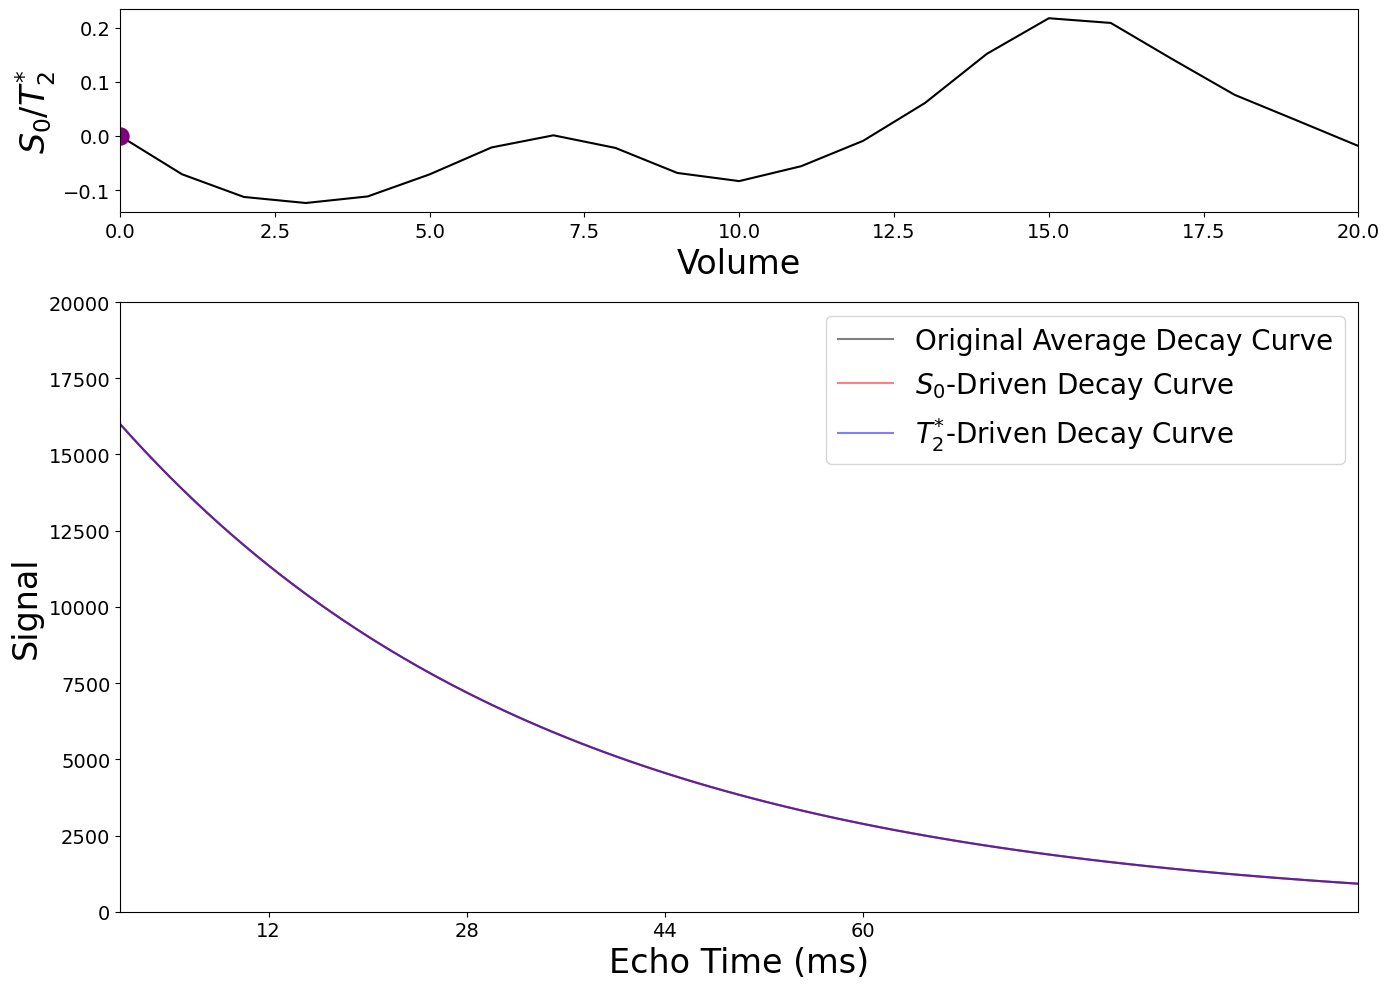 0.2
0.1
0.0
−0.1
S₀/T₂*
0.0 2.5 5.0 7.5 10.0 12.5 15.0 17.5 20.0
Volume
20000
17500
15000
12500
10000
7500
5000
2500
0
Signal
Original Average Decay Curve
S₀-Driven Decay Curve
T₂*-Driven Decay Curve
12 28 44 60
Echo Time (ms)